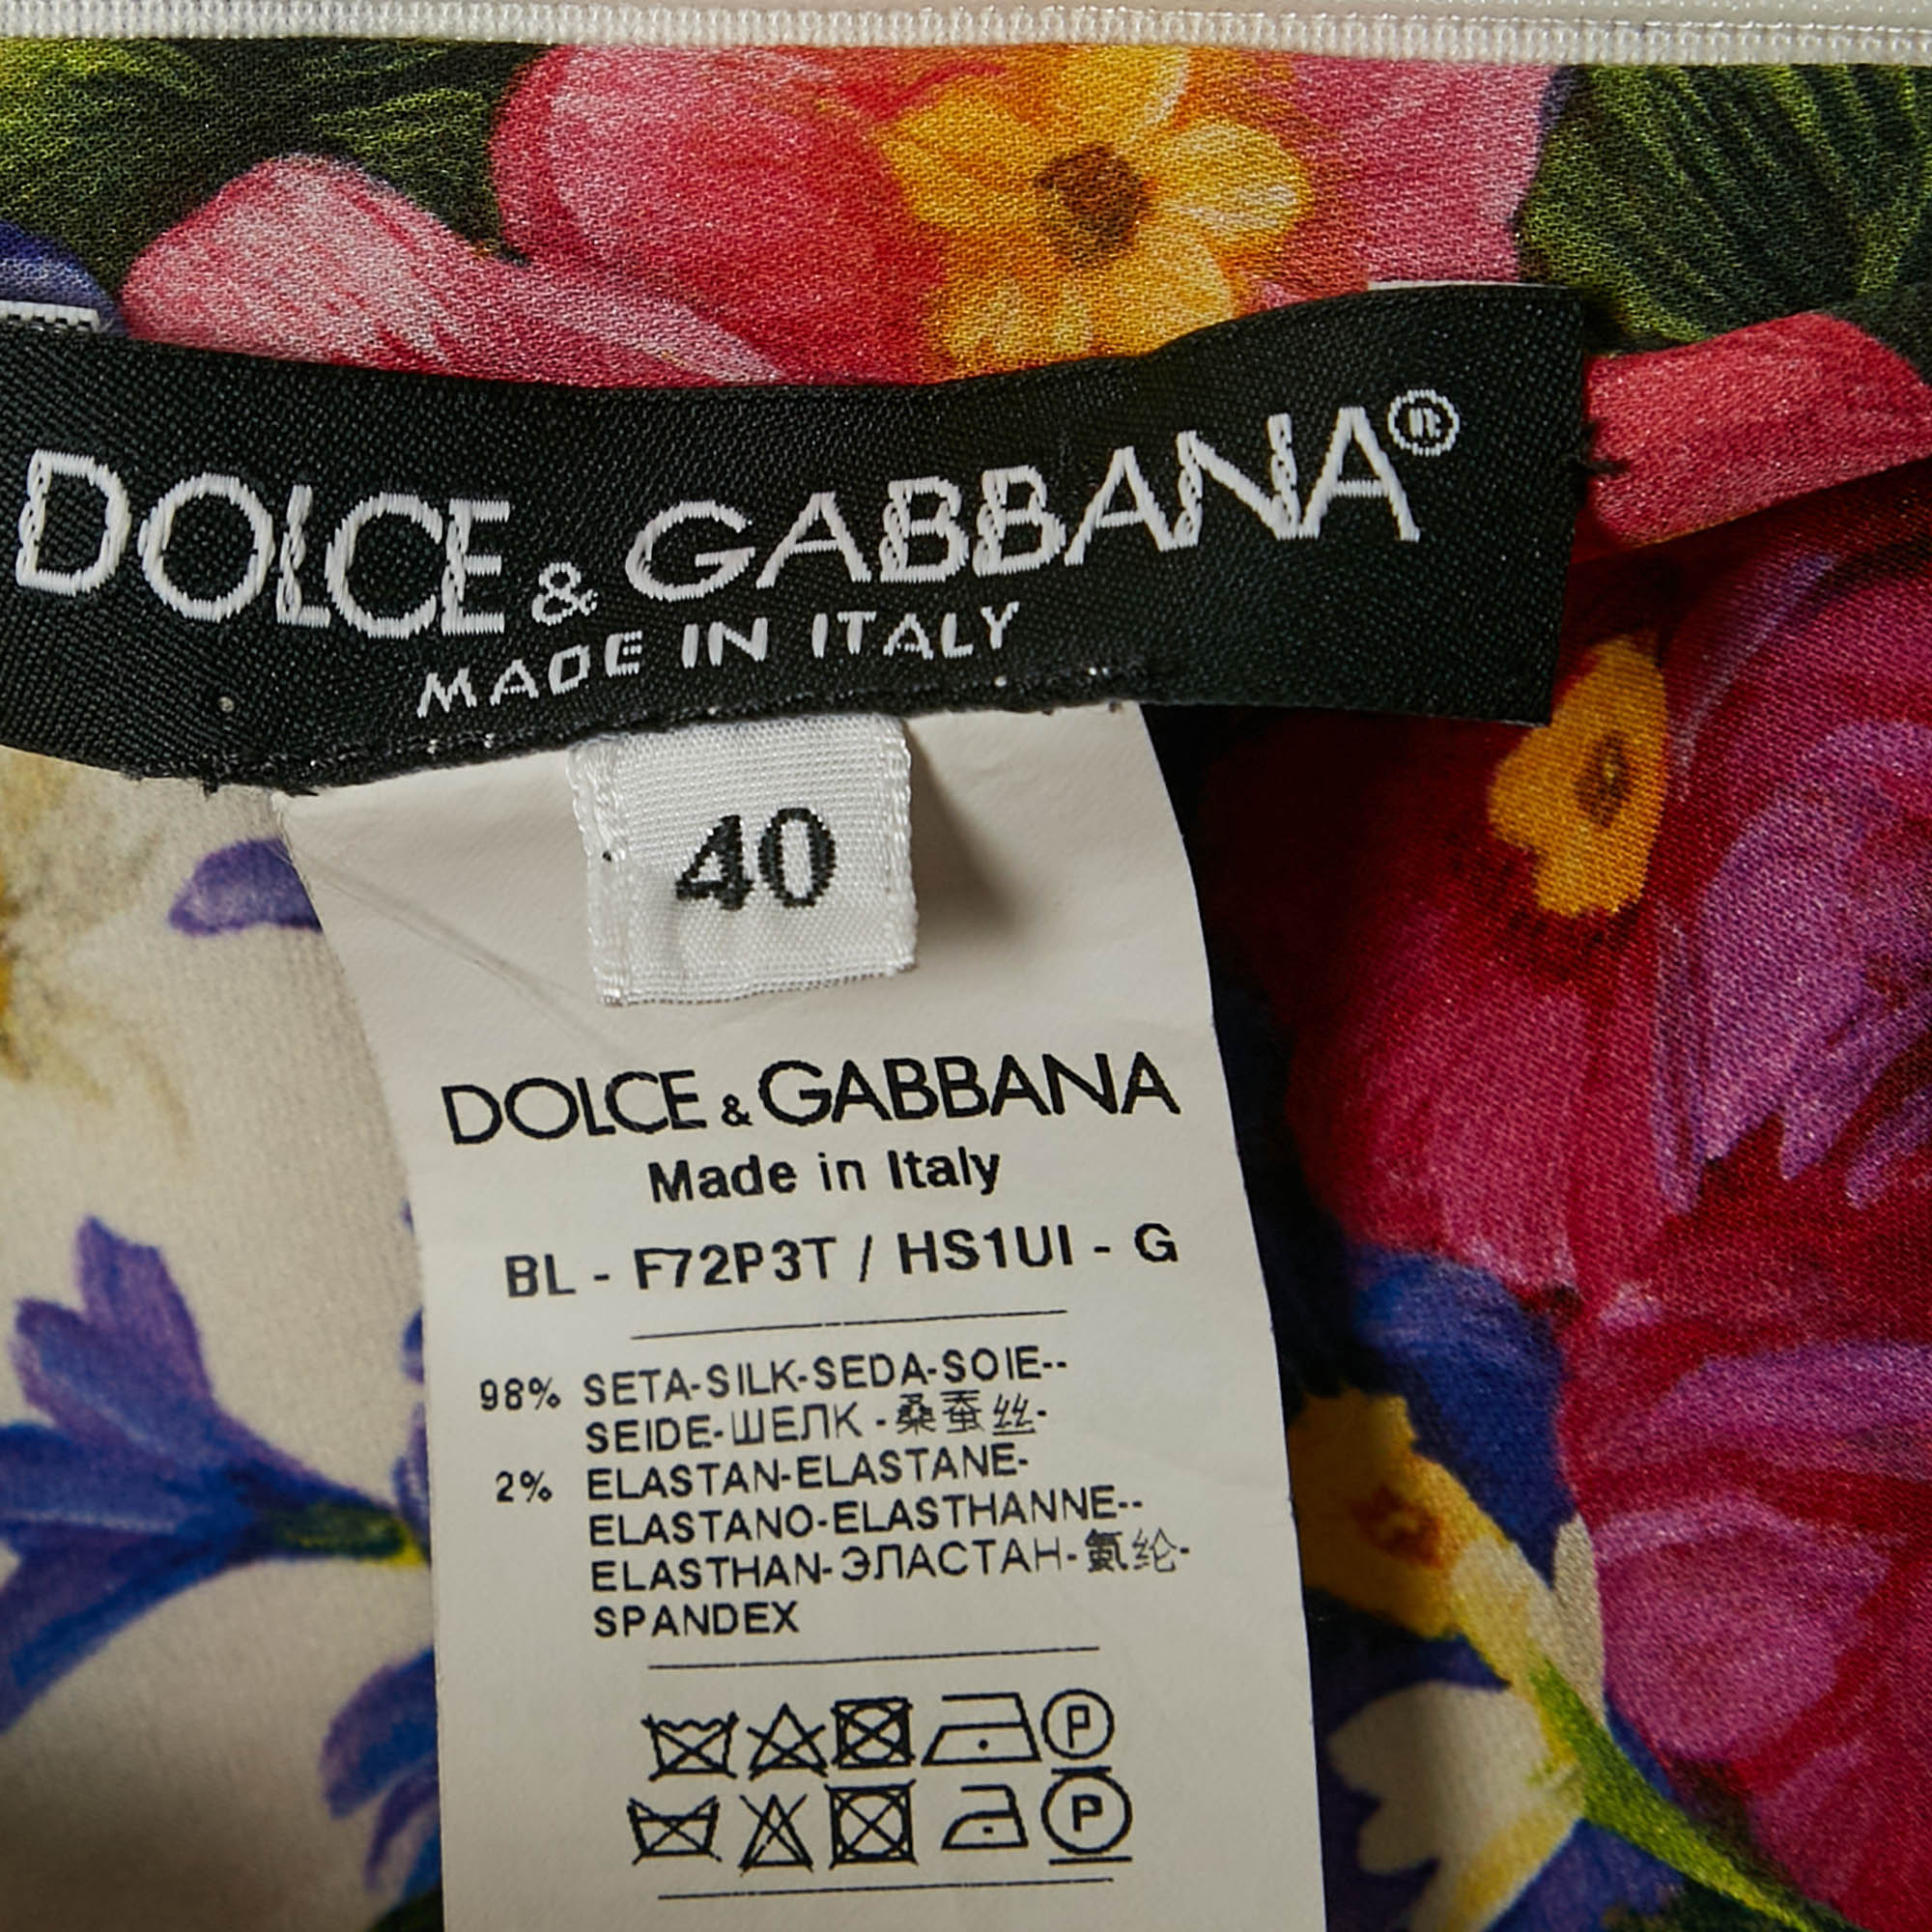 DOLCE & GABBANA®
MADE IN ITALY
40
DOLCE & GABBANA
Made in Italy
BL - F72P3T / HS1UI - G
98% SETA-SILK-SEDA-SOIE--
SEIDE-ШЕЛК-桑蚕丝-
2% ELASTAN-ELASTANE-
ELASTANO-ELASTHANNE--
ELASTHAN-ЭЛАСТАН-氨纶-
SPANDEX
P
P